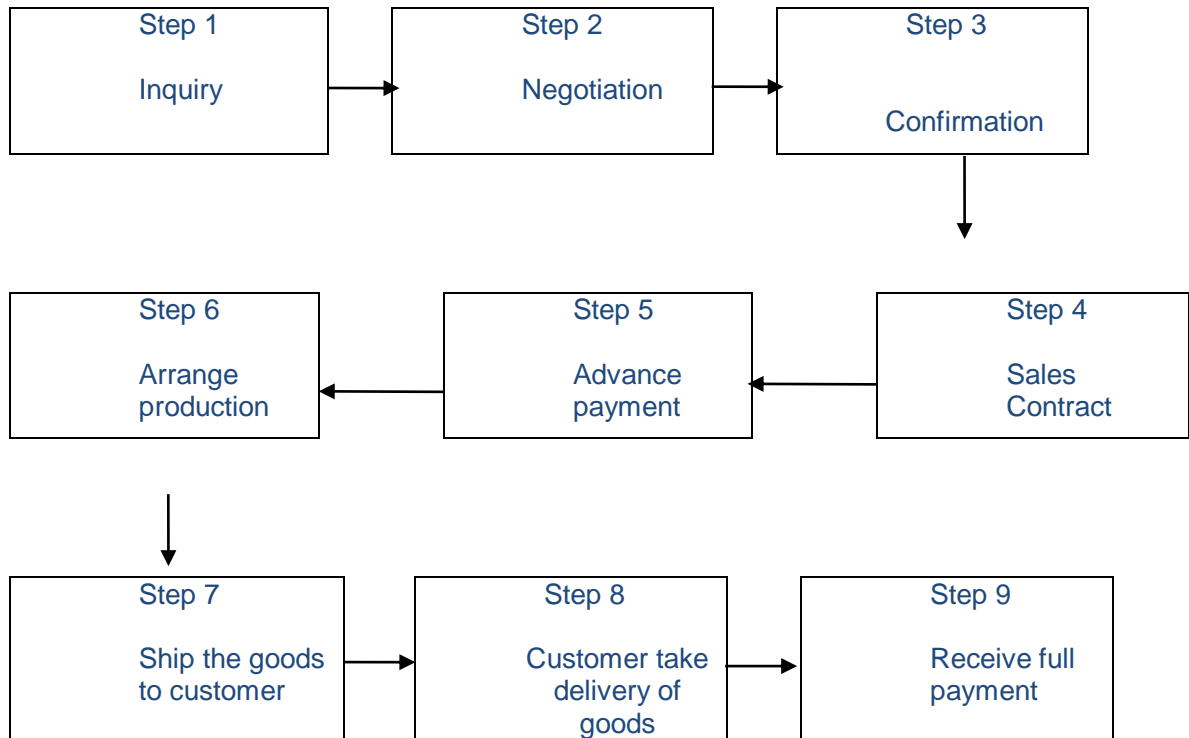 Step 1
Inquiry
Step 2
Negotiation
Step 3
Confirmation
Step 4
Sales
Contract
Step 5
Advance
payment
Step 6
Arrange
production
Step 7
Ship the goods
to customer
Step 8
Customer take
delivery of
goods
Step 9
Receive full
payment